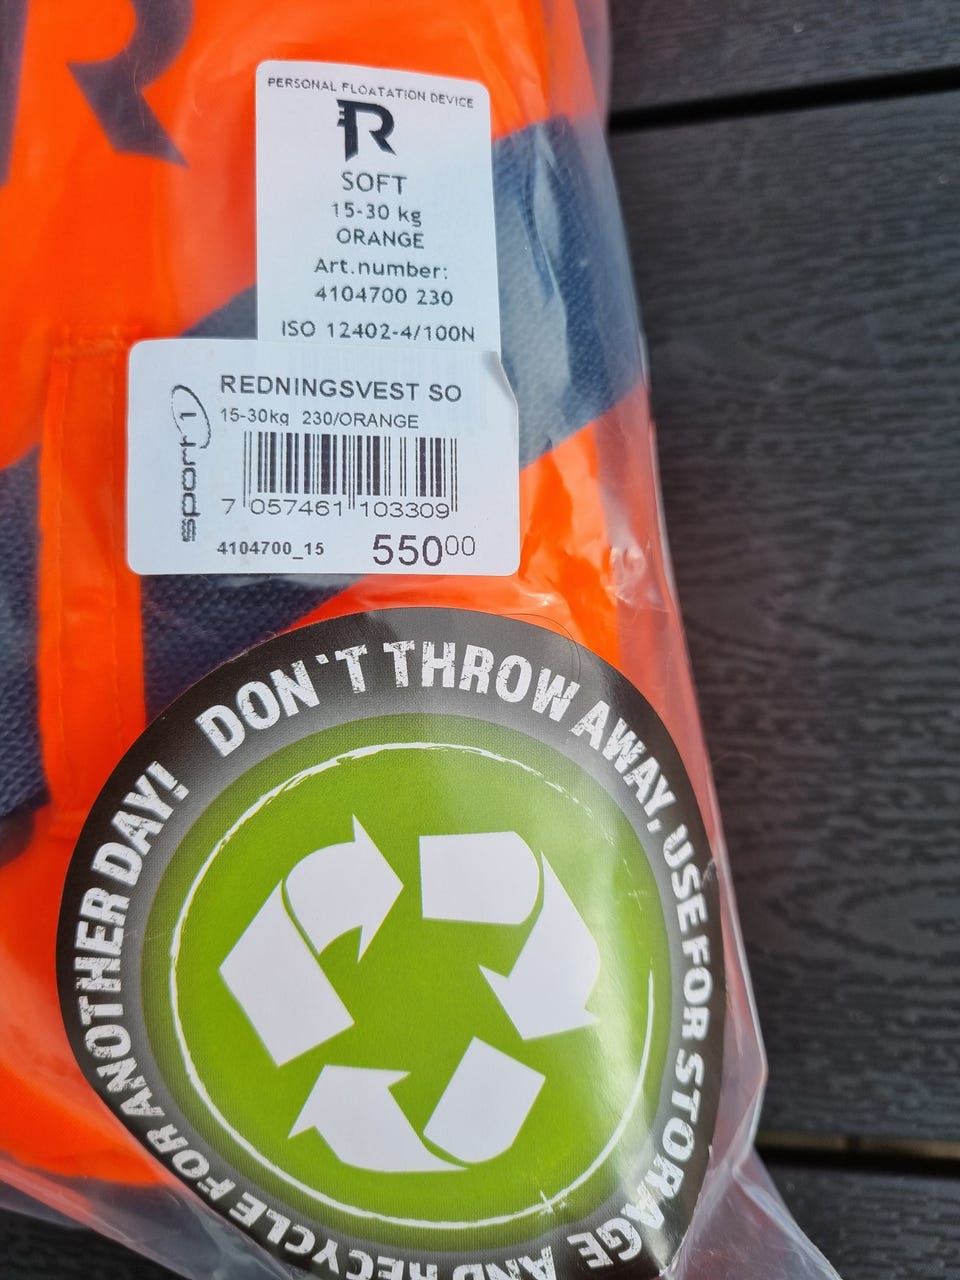 PERSONAL FLOATATION DEVICE
R
SOFT
15-30 kg
ORANGE
Art.number:
4104700 230
ISO 12402-4/100N
sport 1
REDNINGSVEST SO
15-30kg 230/ORANGE
7 057461 103309
4104700_15 55000
DON'T THROW AWAY, USE FOR STORAGE AND RECYCLE FOR ANOTHER DAY!